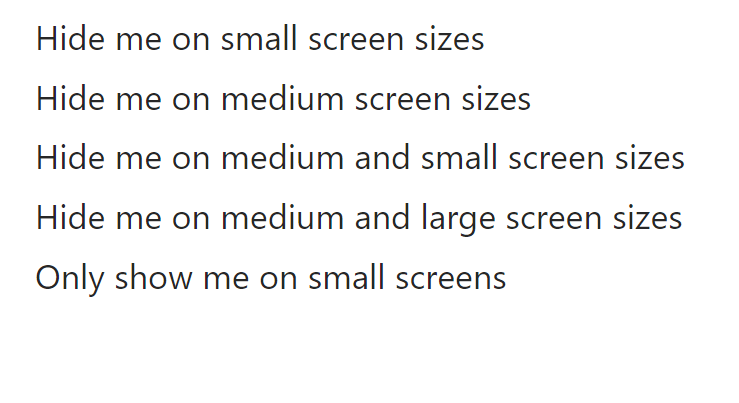 Hide me on small screen sizes
Hide me on medium screen sizes
Hide me on medium and small screen sizes
Hide me on medium and large screen sizes
Only show me on small screens